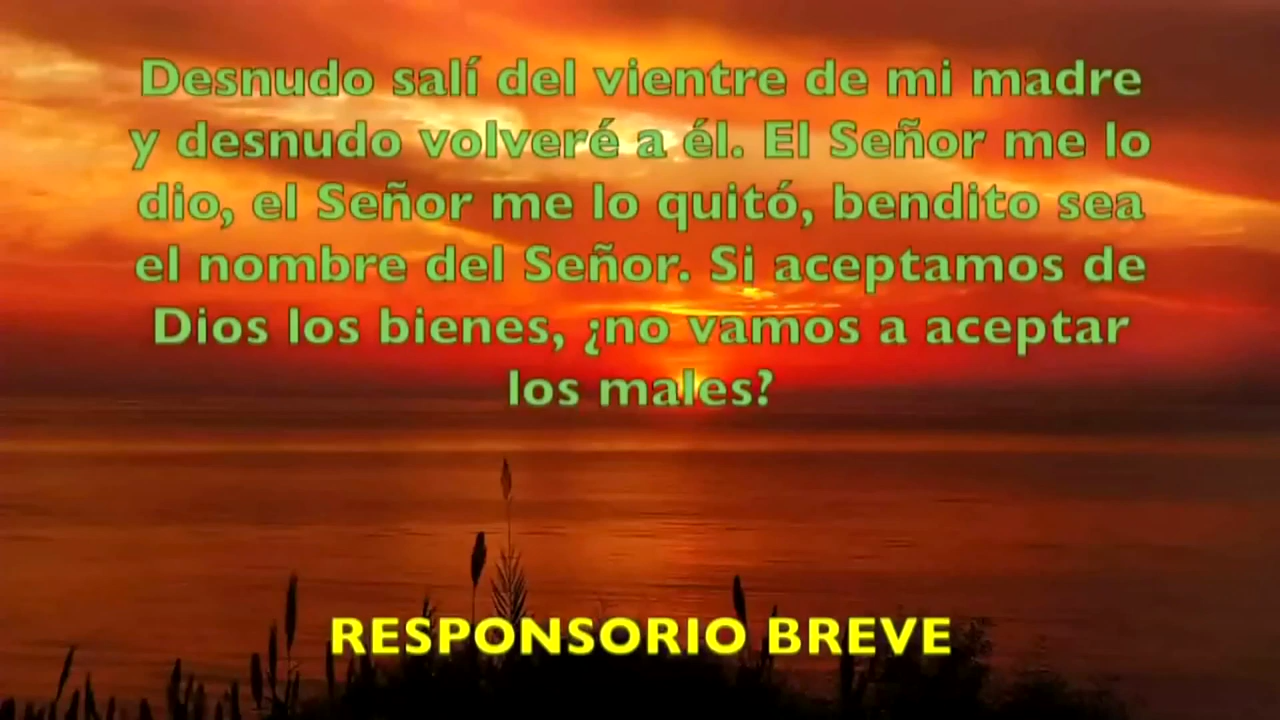 Desnudo salí del vientre de mi madre
y desnudo volveré a él. El Señor me lo
dio, el Señor me lo quitó, bendito sea
el nombre del Señor. Si aceptamos de
Dios los bienes, ¿no vamos a aceptar
los males?
RESPONSORIO BREVE